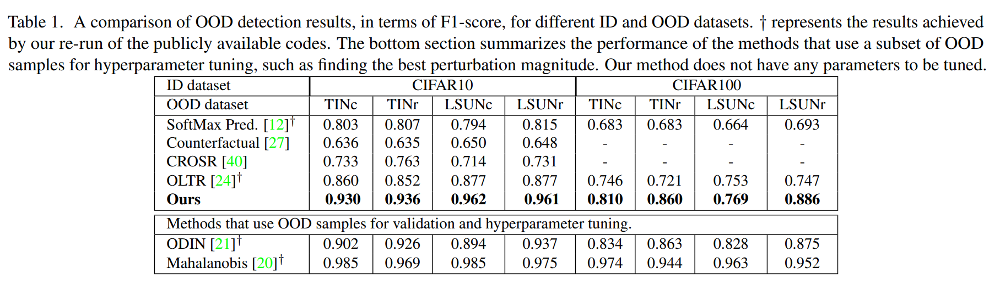 Table 1. A comparison of OOD detection results, in terms of F1-score, for different ID and OOD datasets. † represents the results achieved
by our re-run of the publicly available codes. The bottom section summarizes the performance of the methods that use a subset of OOD
samples for hyperparameter tuning, such as finding the best perturbation magnitude. Our method does not have any parameters to be tuned.
ID dataset CIFAR10 CIFAR100
OOD dataset TINc TINr LSUNc LSUNr TINc TINr LSUNc LSUNr
SoftMax Pred. [12]† 0.803 0.807 0.794 0.815 0.683 0.683 0.664 0.693
Counterfactual [27] 0.636 0.635 0.650 0.648 - - - -
CROSR [40] 0.733 0.763 0.714 0.731 - - - -
OLTR [24]† 0.860 0.852 0.877 0.877 0.746 0.721 0.753 0.747
Ours 0.930 0.936 0.962 0.961 0.810 0.860 0.769 0.886
Methods that use OOD samples for validation and hyperparameter tuning.
ODIN [21]† 0.902 0.926 0.894 0.937 0.834 0.863 0.828 0.875
Mahalanobis [20]† 0.985 0.969 0.985 0.975 0.974 0.944 0.963 0.952